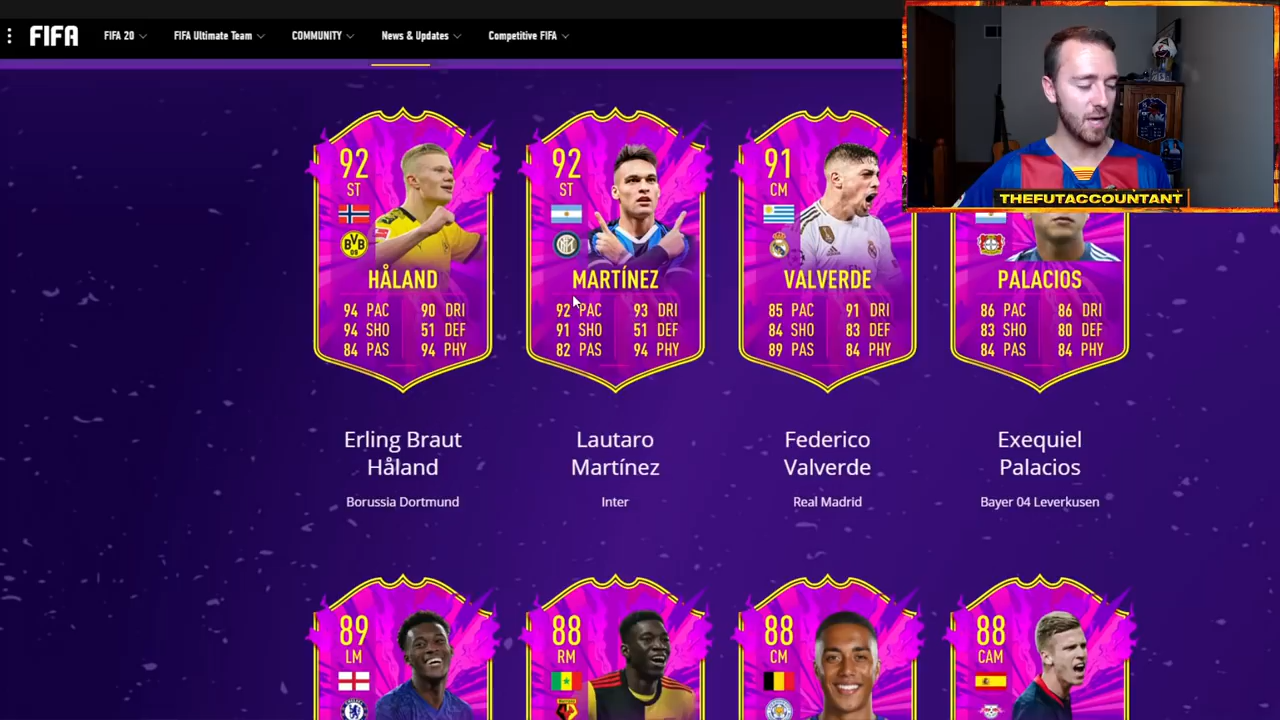 FIFA
FIFA 20
FIFA Ultimate Team
COMMUNITY
News & Updates
Competitive FIFA
THEFUTACCOUNTANT
92
ST
BVB
09
HÅLAND
94 PAC 90 DRI
94 SHO 51 DEF
84 PAS 94 PHY
92
ST
MARTÍNEZ
92 PAC 93 DRI
91 SHO 51 DEF
82 PAS 94 PHY
91
CM
VALVERDE
85 PAC 91 DRI
84 SHO 83 DEF
89 PAS 84 PHY
PALACIOS
86 PAC 86 DRI
83 SHO 80 DEF
84 PAS 84 PHY
Erling Braut
Håland
Borussia Dortmund
Lautaro
Martínez
Inter
Federico
Valverde
Real Madrid
Exequiel
Palacios
Bayer 04 Leverkusen
89
LM
88
RM
88
CM
88
CAM